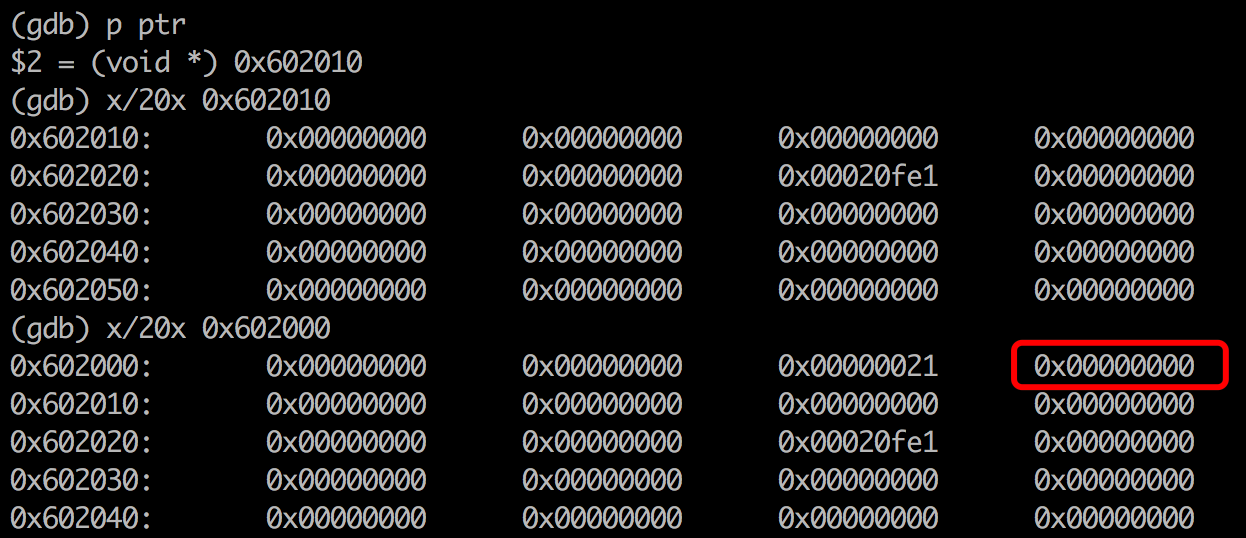 (gdb) p ptr
$2 = (void *) 0x602010
(gdb) x/20x 0x602010
0x602010: 0x00000000 0x00000000 0x00000000 0x00000000
0x602020: 0x00000000 0x00000000 0x00020fe1 0x00000000
0x602030: 0x00000000 0x00000000 0x00000000 0x00000000
0x602040: 0x00000000 0x00000000 0x00000000 0x00000000
0x602050: 0x00000000 0x00000000 0x00000000 0x00000000
(gdb) x/20x 0x602000
0x602000: 0x00000000 0x00000000 0x00000021 0x00000000
0x602010: 0x00000000 0x00000000 0x00000000 0x00000000
0x602020: 0x00000000 0x00000000 0x00020fe1 0x00000000
0x602030: 0x00000000 0x00000000 0x00000000 0x00000000
0x602040: 0x00000000 0x00000000 0x00000000 0x00000000